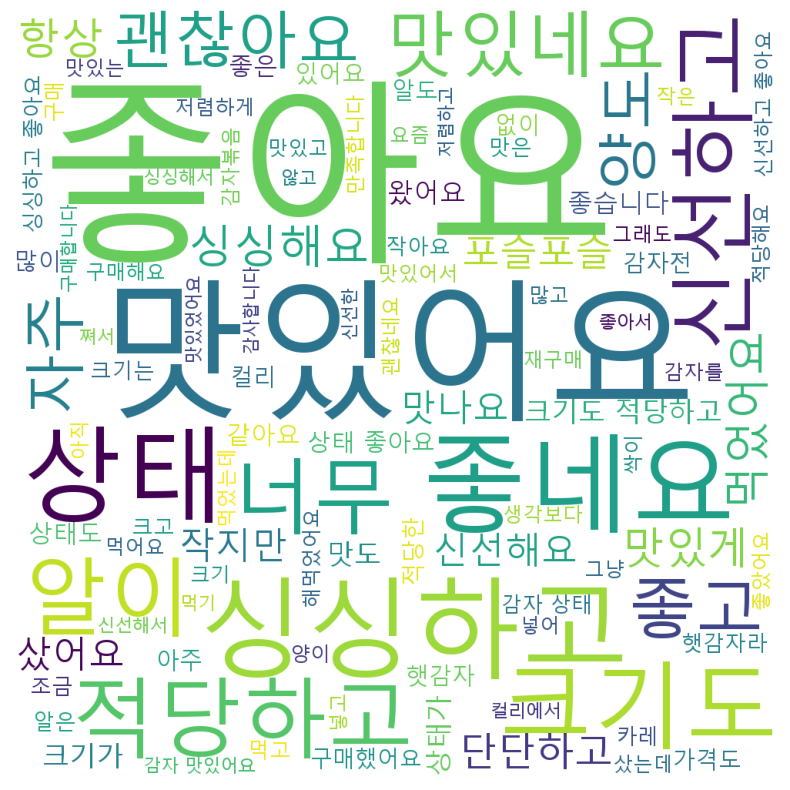 항상
괜찮아요
맛있네요
맛있는
좋은
있어요
알도
작은
신선하고
신선하고 좋아요
구매
저렴하게
좋아요
없이
양도
싱싱하고 좋아요
감자볶음
맛있고
요즘
맛은
저렴하고
만족합니다
싱싱해서
않고
왔어요
좋습니다
싱싱해요
작아요
포슬포슬
그래도
적당해요
많이
구매합니다
구매해요
맛있어서
감자전
자주
맛있었어요
감사합니다
신선한
많고
좋아서
맛있어요
쪄서
괜찮네요
재구매
감자를
크기는
컬리
맛나요
크기도 적당하고
먹었어요
상태
아직
같아요
상태 좋아요
너무
좋네요
싹이
먹었는데
생각보다
상태도
크고
먹어요
작지만
맛도
해먹었어요
적당한
신선해요
맛있게
좋았어요
알이
크기
먹기
싱싱하고
그냥
감자 상태
넣어
좋고
신선해서
햇감자라
샀어요
아주
양이
햇감자
크기도
조금
적당하고
상태가
알은
넣고
컬리에서
카레
크기가
먹고
단단하고
감자 맛있어요
구매했어요
샀는데
가격도